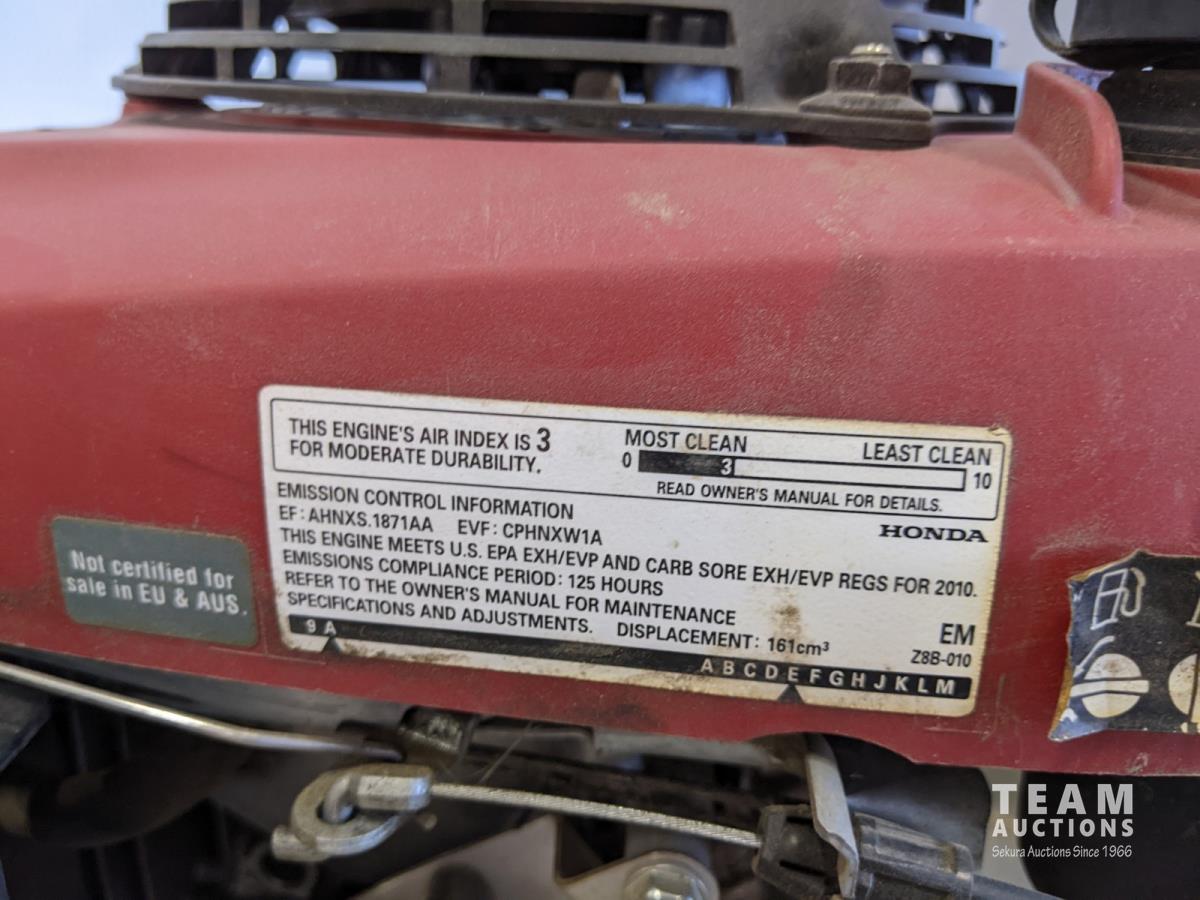 THIS ENGINE'S AIR INDEX IS 3
FOR MODERATE DURABILITY.
MOST CLEAN LEAST CLEAN
0 3 10
READ OWNER'S MANUAL FOR DETAILS.
EMISSION CONTROL INFORMATION
HONDA
EF: AHNXS.1871AA EVF: CPHNXW1A
THIS ENGINE MEETS U.S. EPA EXH/EVP AND CARB SORE EXH/EVP REGS FOR 2010.
EMISSIONS COMPLIANCE PERIOD: 125 HOURS
REFER TO THE OWNER'S MANUAL FOR MAINTENANCE
SPECIFICATIONS AND ADJUSTMENTS. DISPLACEMENT: 161cm³
EM
Z8B-010
9 A
A B C D E F G H J K L M
Not certified for
sale in EU & AUS.
TEAM
AUCTIONS
Sekura Auctions Since 1966